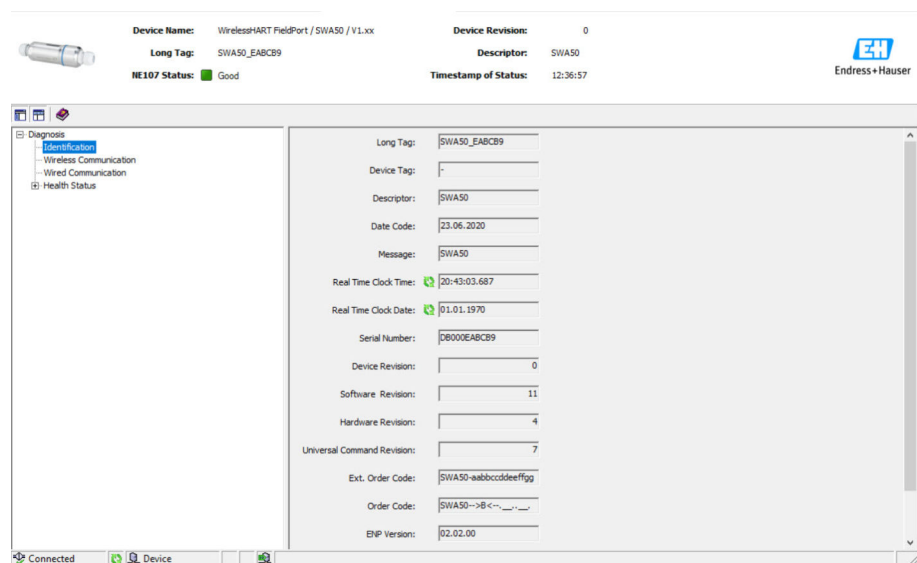 Device Name: WirelessHART FieldPort / SWA50 / V1.xx Device Revision: 0
Long Tag: SWA50_EABCB9 Descriptor: SWA50
NE107 Status: Good Timestamp of Status: 12:36:57
EH
Endress+Hauser
Diagnosis
Identification
Wireless Communication
Wired Communication
Health Status
Long Tag: SWA50_EABCB9
Device Tag: -
Descriptor: SWA50
Date Code: 23.06.2020
Message: SWA50
Real Time Clock Time: 20:43:03.687
Real Time Clock Date: 01.01.1970
Serial Number: DB000EABCB9
Device Revision: 0
Software Revision: 11
Hardware Revision: 4
Universal Command Revision: 7
Ext. Order Code: SWA50-aabbccddeeffgg
Order Code: SWA50-->B<--.__.._.
ENP Version: 02.02.00
Connected Device